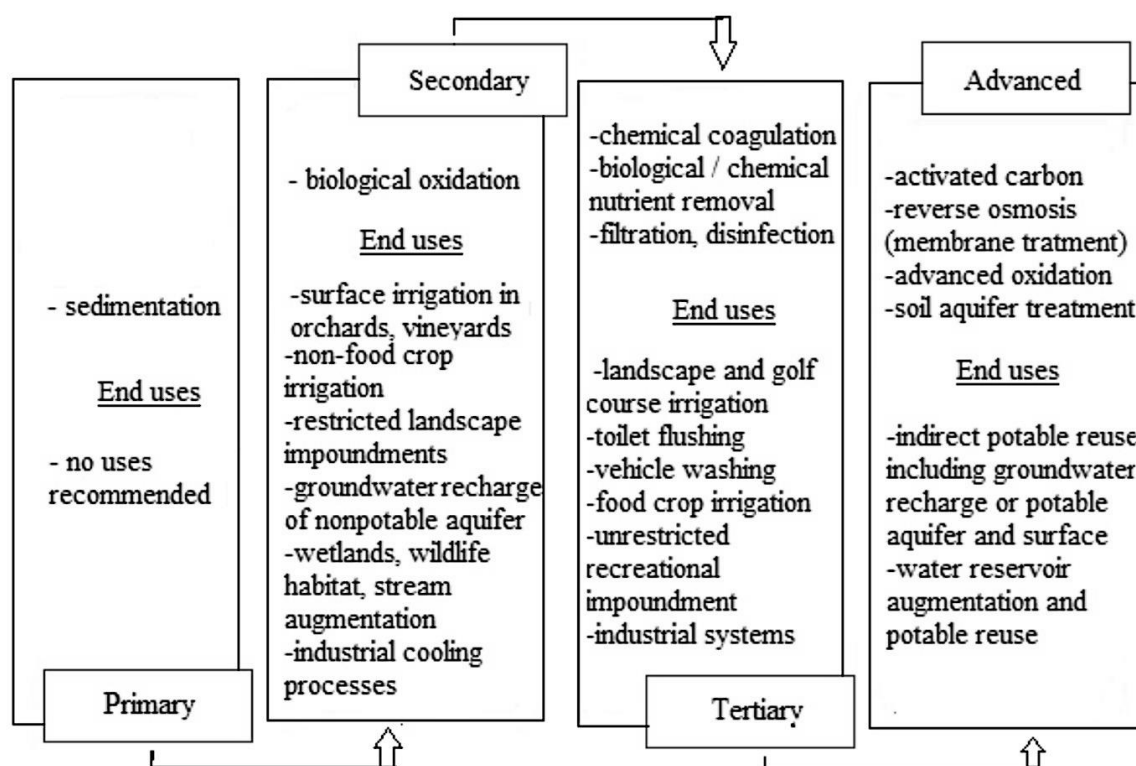 Primary
- sedimentation
End uses
- no uses
recommended
Secondary
- biological oxidation
End uses
-surface irrigation in
orchards, vineyards
-non-food crop
irrigation
-restricted landscape
impoundments
-groundwater recharge
of nonpotable aquifer
-wetlands, wildlife
habitat, stream
augmentation
-industrial cooling
processes
-chemical coagulation
-biological / chemical
nutrient removal
-filtration, disinfection
End uses
-landscape and golf
course irrigation
-toilet flushing
-vehicle washing
-food crop irrigation
-unrestricted
recreational
impoundment
-industrial systems
Tertiary
Advanced
-activated carbon
-reverse osmosis
(membrane tratment)
-advanced oxidation
-soil aquifer treatment
End uses
-indirect potable reuse
including groundwater
recharge or potable
aquifer and surface
-water reservoir
augmentation and
potable reuse